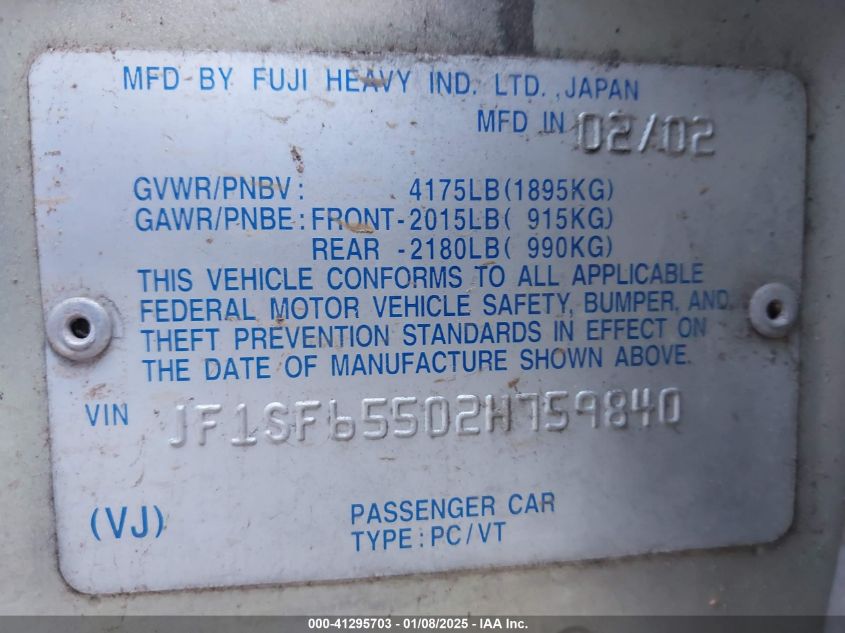 MFD BY FUJI HEAVY IND. LTD., JAPAN
MFD IN 02/02
GVWR/PNBV: 4175LB(1895KG)
GAWR/PNBE: FRONT-2015LB( 915KG)
REAR -2180LB( 990KG)
THIS VEHICLE CONFORMS TO ALL APPLICABLE
FEDERAL MOTOR VEHICLE SAFETY, BUMPER, AND
THEFT PREVENTION STANDARDS IN EFFECT ON
THE DATE OF MANUFACTURE SHOWN ABOVE.
VIN JF1SF65502H759840
(VJ) PASSENGER CAR
TYPE:PC/VT
000-41295703 - 01/08/2025 - IAA Inc.